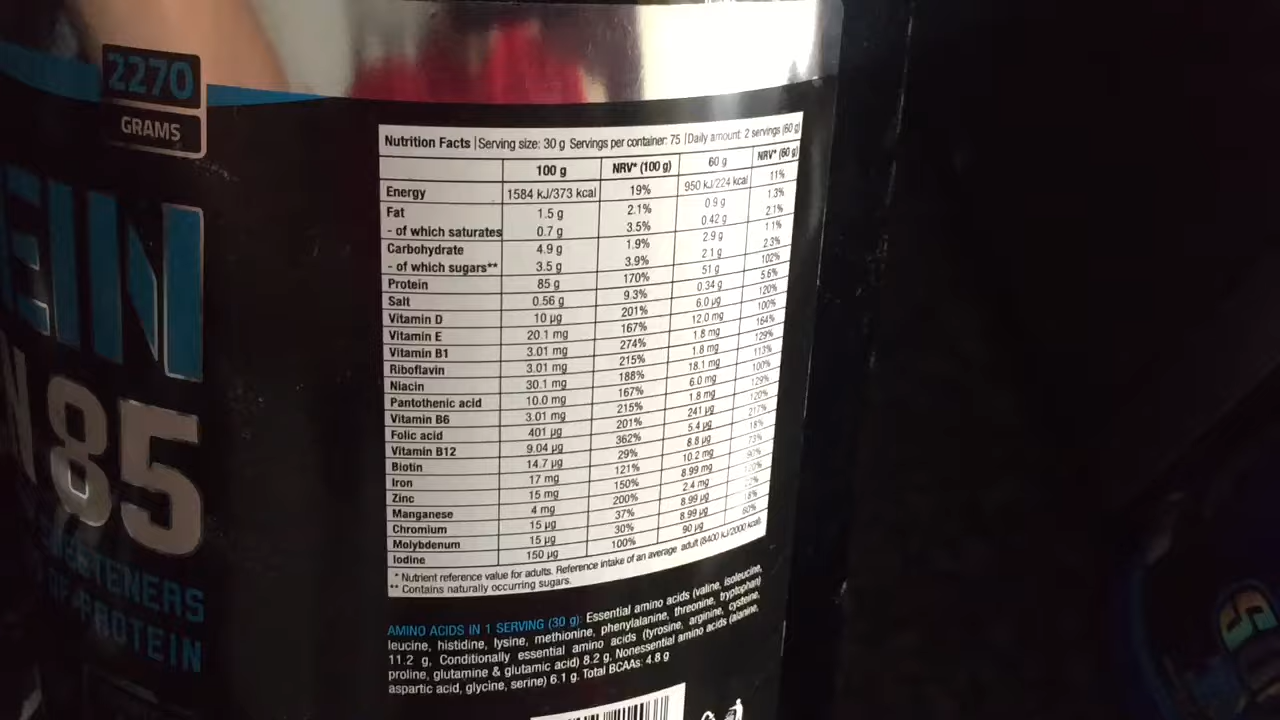 2270
GRAMS
EIN
85
EETENERS
OF PROTEIN
Nutrition Facts | Serving size: 30 g Servings per container: 75 | Daily amount: 2 servings (60 g)
100 g NRV* (100 g) 60 g NRV* (60 g)
Energy 1584 kJ/373 kcal 19% 950 kJ/224 kcal 11%
Fat 1.5 g 2.1% 0.9 g 1.3%
- of which saturates 0.7 g 3.5% 0.42 g 2.1%
Carbohydrate 4.9 g 1.9% 2.9 g 1.1%
- of which sugars** 3.5 g 3.9% 2.1 g 2.3%
Protein 85 g 170% 51 g 102%
Salt 0.56 g 9.3% 0.34 g 5.6%
Vitamin D 10 µg 201% 6.0 µg 120%
Vitamin E 20.1 mg 167% 12.0 mg 100%
Vitamin B1 3.01 mg 274% 1.8 mg 164%
Riboflavin 3.01 mg 215% 1.8 mg 129%
Niacin 30.1 mg 188% 18.1 mg 113%
Pantothenic acid 10.0 mg 167% 6.0 mg 100%
Vitamin B6 3.01 mg 215% 1.8 mg 129%
Folic acid 401 µg 201% 241 µg 120%
Vitamin B12 9.04 µg 362% 5.4 µg 217%
Biotin 14.7 µg 29% 8.8 µg 18%
Iron 17 mg 121% 10.2 mg 73%
Zinc 15 mg 150% 8.99 mg 90%
Manganese 4 mg 200% 2.4 mg 120%
Chromium 15 µg 37% 8.99 µg
Molybdenum 15 µg 30% 8.99 µg 18%
Iodine 150 µg 100% 90 µg 60%
* Nutrient reference value for adults. Reference intake of an average adult (8400 kJ/2000 kcal).
** Contains naturally occurring sugars.
AMINO ACIDS IN 1 SERVING (30 g): Essential amino acids (valine, isoleucine,
leucine, histidine, lysine, methionine, phenylalanine, threonine, tryptophan)
11.2 g, Conditionally essential amino acids (tyrosine, arginine, cysteine,
proline, glutamine & glutamic acid) 8.2 g, Nonessential amino acids (alanine,
aspartic acid, glycine, serine) 6.1 g. Total BCAAs: 4.8 g